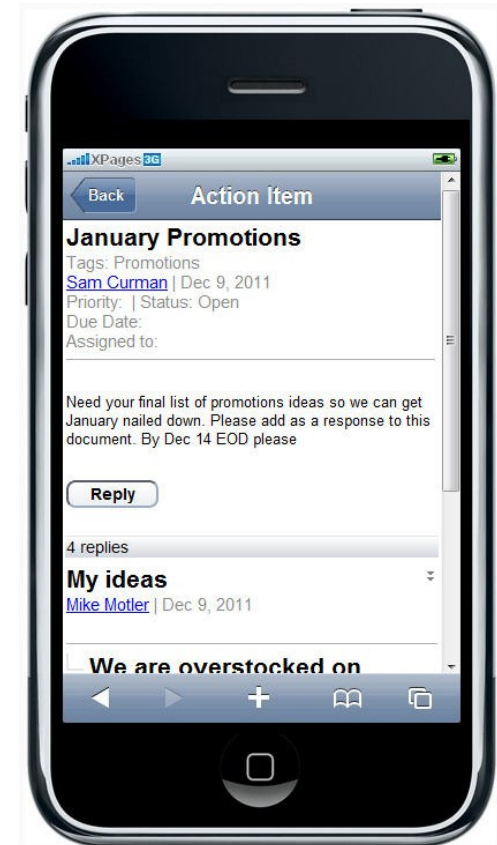 XPages 3G
Back Action Item
January Promotions
Tags: Promotions
Sam Curman | Dec 9, 2011
Priority: | Status: Open
Due Date:
Assigned to:
Need your final list of promotions ideas so we can get
January nailed down. Please add as a response to this
document. By Dec 14 EOD please
Reply
4 replies
My ideas
Mike Motler | Dec 9, 2011
We are overstocked on